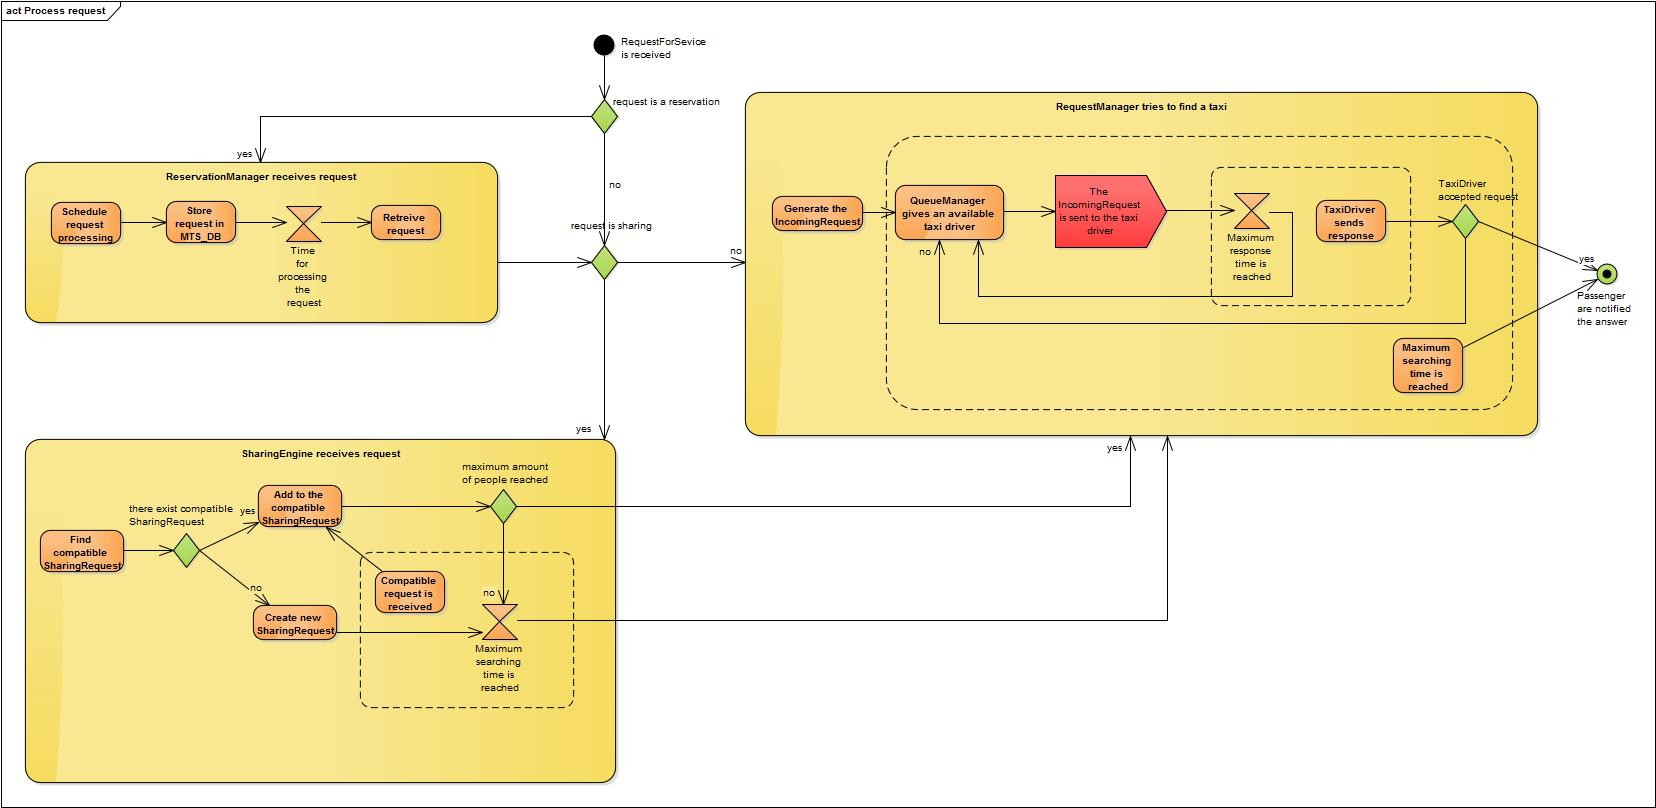 act Process request
RequestForSevice
is received
request is a reservation
yes
no
request is sharing
no
yes
ReservationManager receives request
Schedule
request
processing
Store
request in
MTS_DB
Time
for
processing
the
request
Retreive
request
RequestManager tries to find a taxi
Generate the
IncomingRequest
QueueManager
gives an available
taxi driver
no
The
IncomingRequest
is sent to the taxi
driver
Maximum
response
time is
reached
TaxiDriver
sends
response
TaxiDriver
accepted request
yes
Passenger
are notified
the answer
Maximum
searching
time is
reached
SharingEngine receives request
Find
compatible
SharingRequest
there exist compatible
SharingRequest
yes
no
Add to the
compatible
SharingRequest
Create new
SharingRequest
maximum amount
of people reached
Compatible
request is
received
no
Maximum
searching
time is
reached
yes